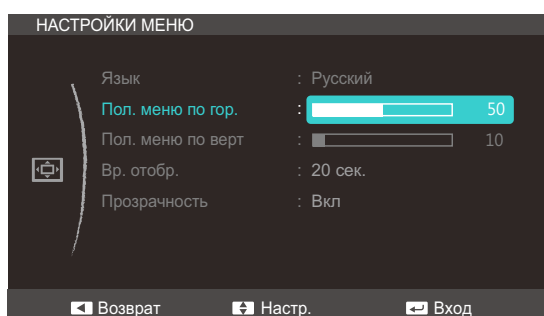 НАСТРОЙКИ МЕНЮ
Язык : Русский
Пол. меню по гор. : 50
Пол. меню по верт : 10
Вр. отобр. : 20 сек.
Прозрачность : Вкл
Возврат Настр. Вход